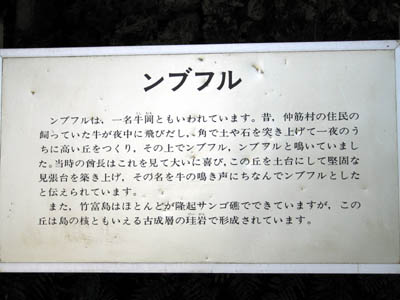 ンブフル
ンブフルは、一名牛岡ともいわれています。昔，仲筋村の住民の
飼っていた牛が夜中に飛びだし,、角で土や石を突き上げて一夜のう
ちに高い丘をつくり，その上でンブフル，ンブフルと鳴いていまし
た。当時の酋長はこれを見て大いに喜び，この丘を土台にして堅固な
見張台を築き上げ，その名を牛の鳴き声にちなんでンブフルとした
と伝えられています。
また，竹富島はほとんどが隆起サンゴ礁でできていますが，この
丘は島の核ともいえる古成層の珪岩で形成されています。